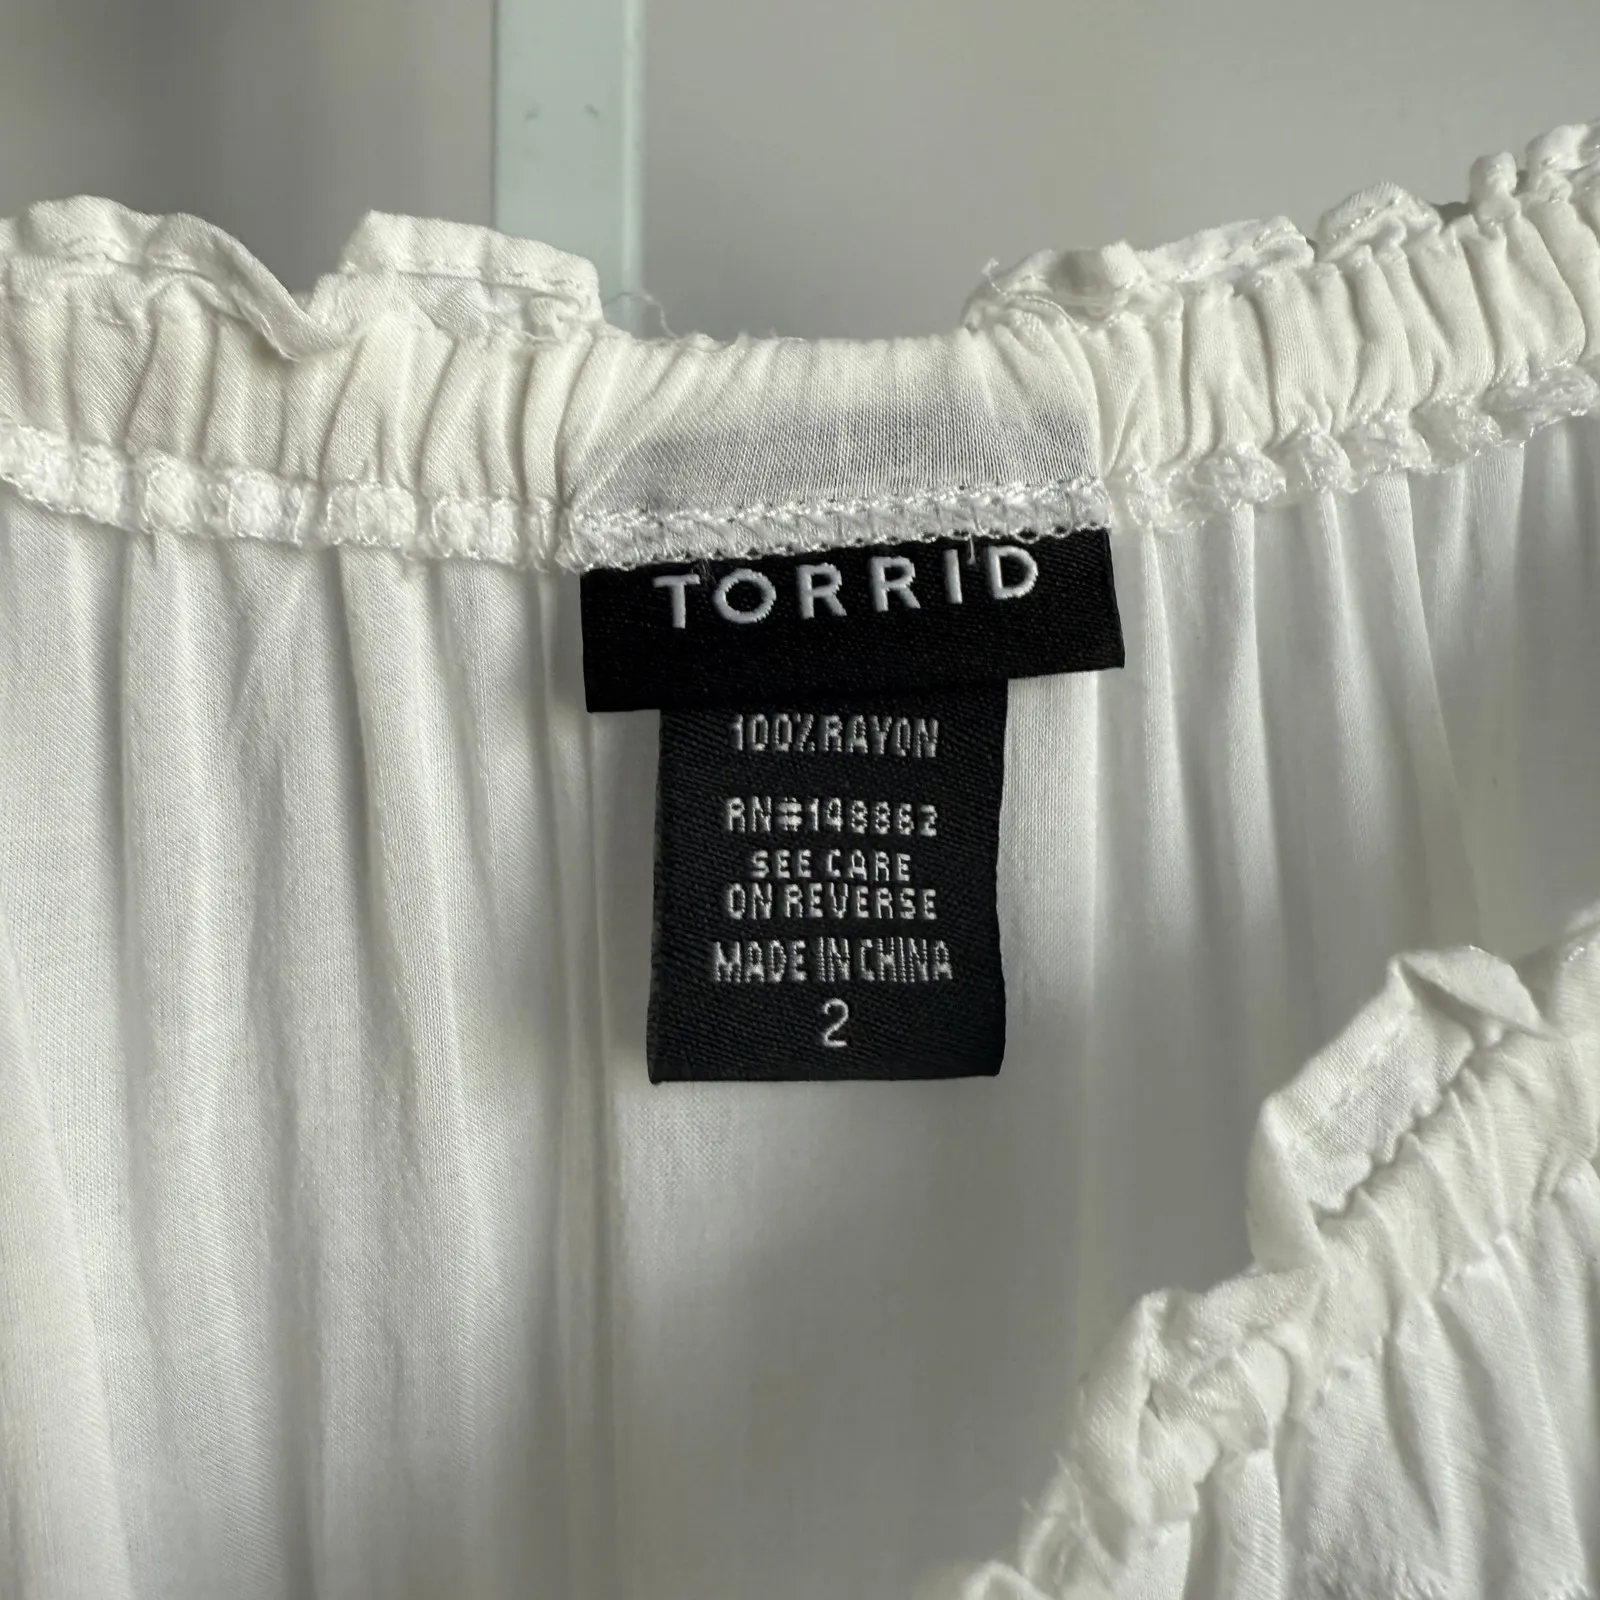 TORRID
100% RAYON
RN#148862
SEE CARE
ON REVERSE
MADE IN CHINA
2